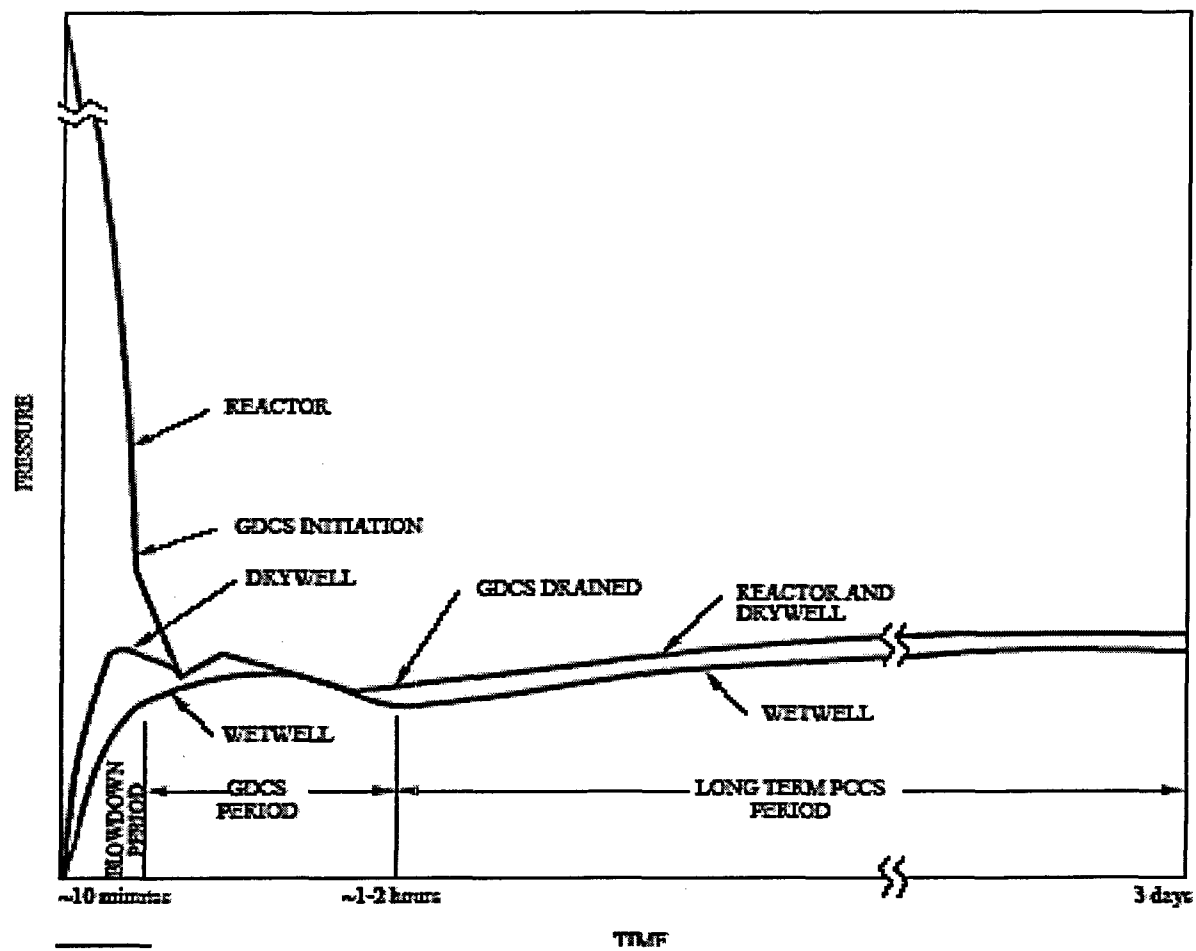 REACTOR
PRESSURE
GDCS INITIATION
DRYWELL
GDCS DRAINED
REACTOR AND
DRYWELL
WETWELL
WETWELL
BLOWDOWN
PERIOD
GDCS
PERIOD
LONG TERM PCCS
PERIOD
~10 minutes
~1-2 hours
3 days
TIME